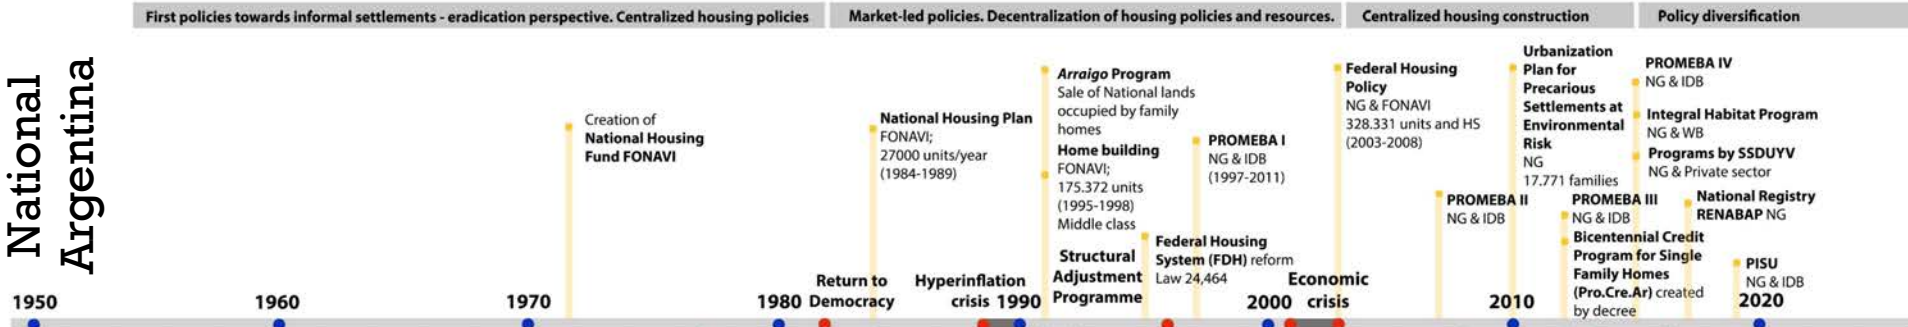 First policies towards informal settlements - eradication perspective. Centralized housing policies
Market-led policies. Decentralization of housing policies and resources.
Centralized housing construction
Policy diversification
National
Argentina
Creation of
National Housing
Fund FONAVI
National Housing Plan
FONAVI;
27000 units/year
(1984-1989)
Arraigo Program
Sale of National lands
occupied by family
homes
Home building
FONAVI;
175.372 units
(1995-1998)
Middle class
PROMEBA I
NG & IDB
(1997-2011)
Federal Housing
System (FDH) reform
Law 24,464
Federal Housing
Policy
NG & FONAVI
328.331 units and HS
(2003-2008)
PROMEBA II
NG & IDB
Urbanization
Plan for
Precarious
Settlements at
Environmental
Risk
NG
17.771 families
PROMEBA III
NG & IDB
Bicentennial Credit
Program for Single
Family Homes
(Pro.Cre.Ar) created
by decree
PROMEBA IV
NG & IDB
Integral Habitat Program
NG & WB
Programs by SSDUYV
NG & Private sector
National Registry
RENABAP NG
PISU
NG & IDB
1950
1960
1970
1980
Return to
Democracy
Hyperinflation
crisis
1990
Structural
Adjustment
Programme
2000
Economic
crisis
2010
2020